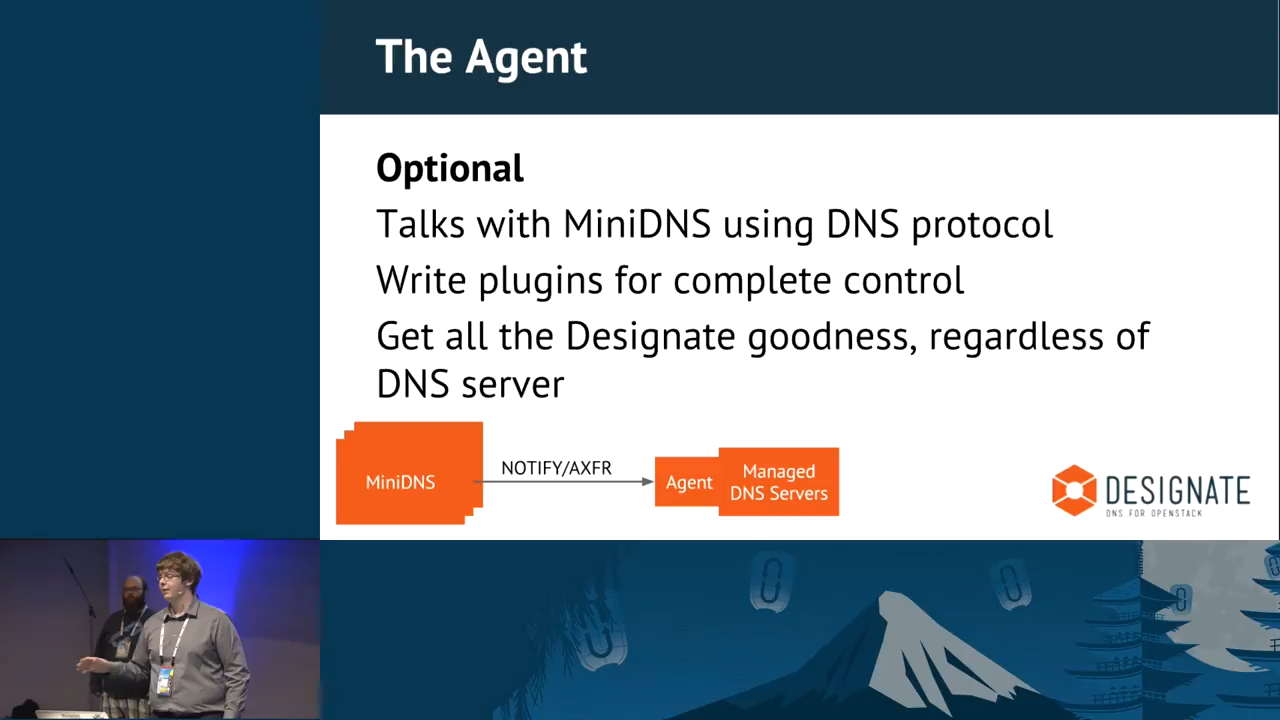 The Agent
Optional
Talks with MiniDNS using DNS protocol
Write plugins for complete control
Get all the Designate goodness, regardless of
DNS server
MiniDNS
NOTIFY/AXFR
Agent
Managed
DNS Servers
DESIGNATE
DNS FOR OPENSTACK